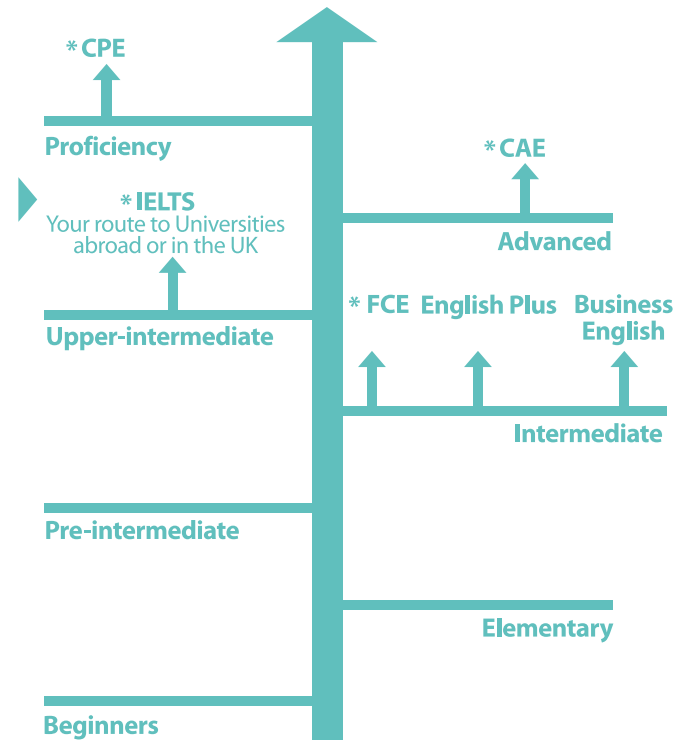 * CPE
Proficiency
* CAE
* IELTS
Your route to Universities
abroad or in the UK
Advanced
* FCE
English Plus
Business
English
Upper-intermediate
Intermediate
Pre-intermediate
Elementary
Beginners